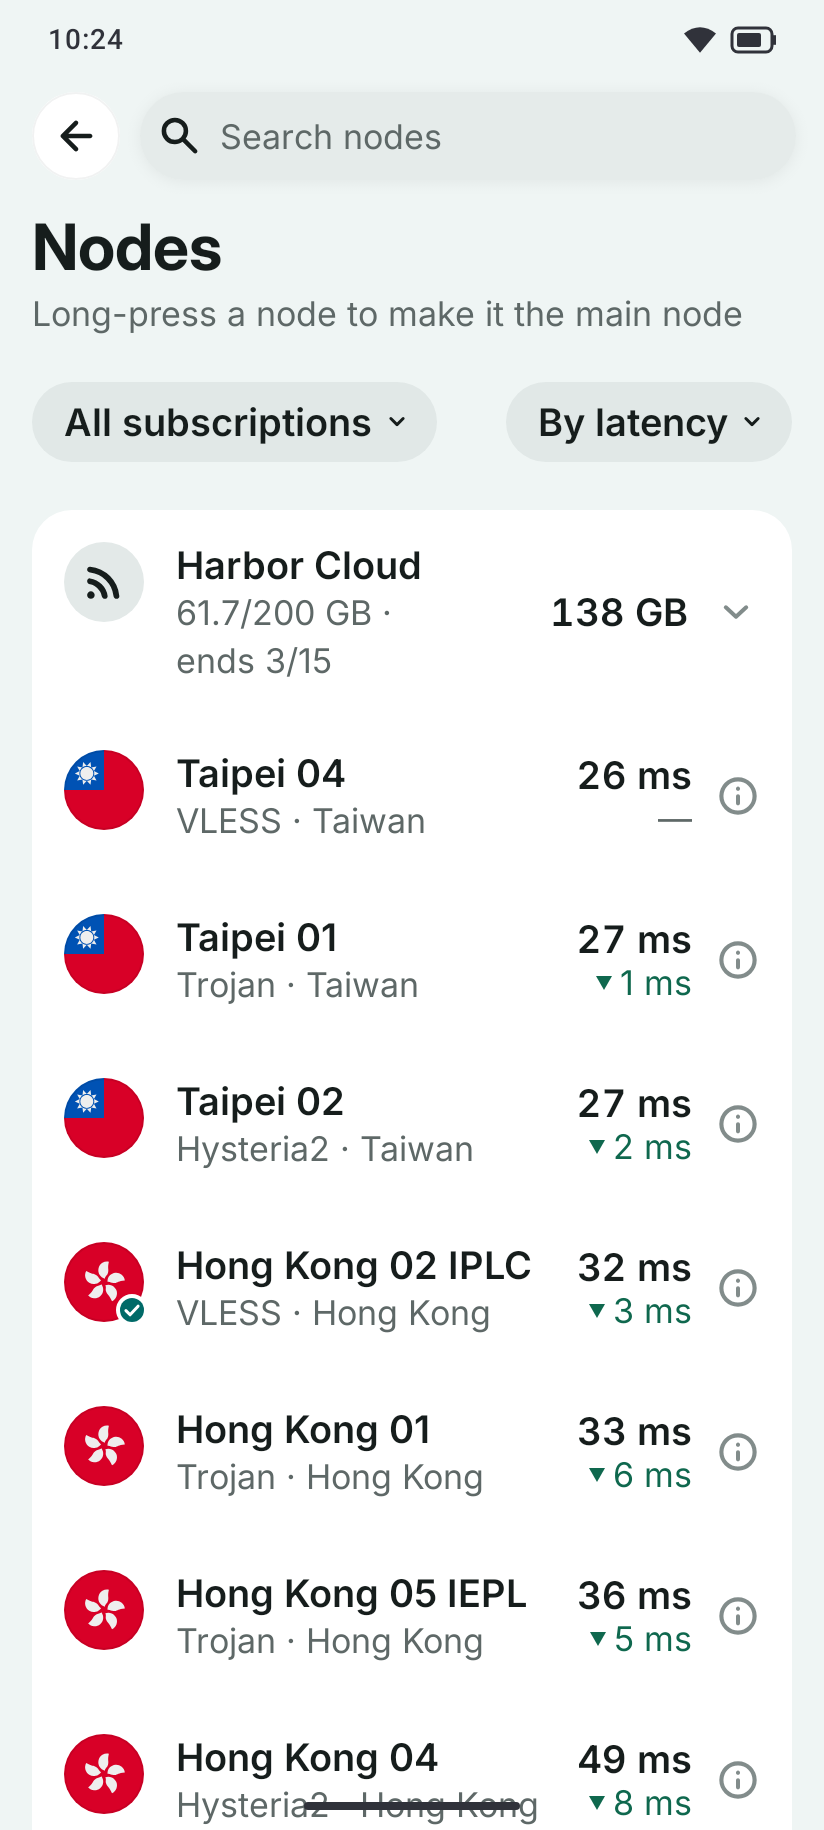 10:24
Search nodes
Nodes
Long-press a node to make it the main node
All subscriptions
By latency
Harbor Cloud
61.7/200 GB ·
ends 3/15
138 GB
Taipei 04
26 ms
VLESS · Taiwan
—
Taipei 01
27 ms
Trojan · Taiwan
▼1 ms
Taipei 02
27 ms
Hysteria2 · Taiwan
▼2 ms
Hong Kong 02 IPLC
32 ms
VLESS · Hong Kong
▼3 ms
Hong Kong 01
33 ms
Trojan · Hong Kong
▼6 ms
Hong Kong 05 IEPL
36 ms
Trojan · Hong Kong
▼5 ms
Hong Kong 04
49 ms
Hysteria2 · Hong Kong
▼8 ms